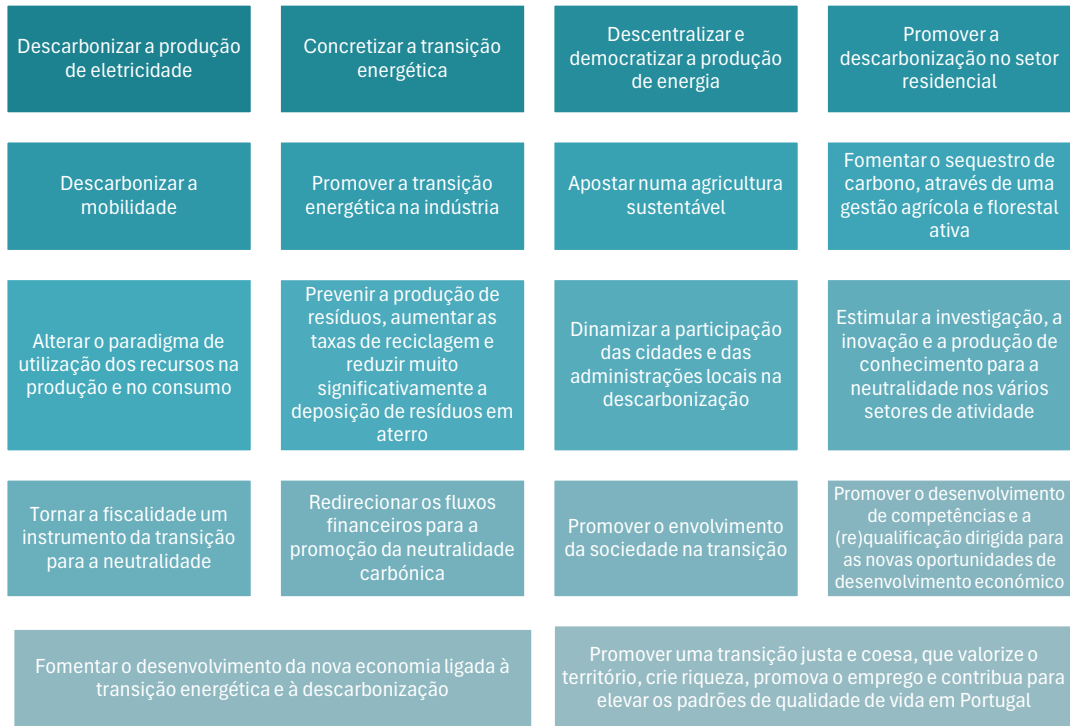 Descarbonizar a produção
de eletricidade
Concretizar a transição
energética
Descentralizar e
democratizar a produção
de energia
Promover a
descarbonização no setor
residencial
Descarbonizar a
mobilidade
Promover a transição
energética na indústria
Apostar numa agricultura
sustentável
Fomentar o sequestro de
carbono, através de uma
gestão agrícola e florestal
ativa
Alterar o paradigma de
utilização dos recursos na
produção e no consumo
Prevenir a produção de
resíduos, aumentar as
taxas de reciclagem e
reduzir muito
significativamente a
deposição de resíduos em
aterro
Dinamizar a participação
das cidades e das
administrações locais na
descarbonização
Estimular a investigação, a
inovação e a produção de
conhecimento para a
neutralidade nos vários
setores de atividade
Tornar a fiscalidade um
instrumento da transição
para a neutralidade
Redirecionar os fluxos
financeiros para a
promoção da neutralidade
carbónica
Promover o envolvimento
da sociedade na transição
Promover o desenvolvimento
de competências e a
(re)qualificação dirigida para
as novas oportunidades de
desenvolvimento económico
Fomentar o desenvolvimento da nova economia ligada à
transição energética e à descarbonização
Promover uma transição justa e coesa, que valorize o
território, crie riqueza, promova o emprego e contribua para
elevar os padrões de qualidade de vida em Portugal